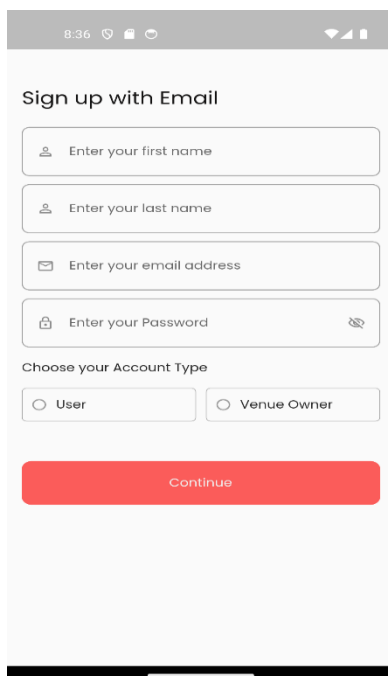 8:36
Sign up with Email
Enter your first name
Enter your last name
Enter your email address
Enter your Password
Choose your Account Type
User
Venue Owner
Continue